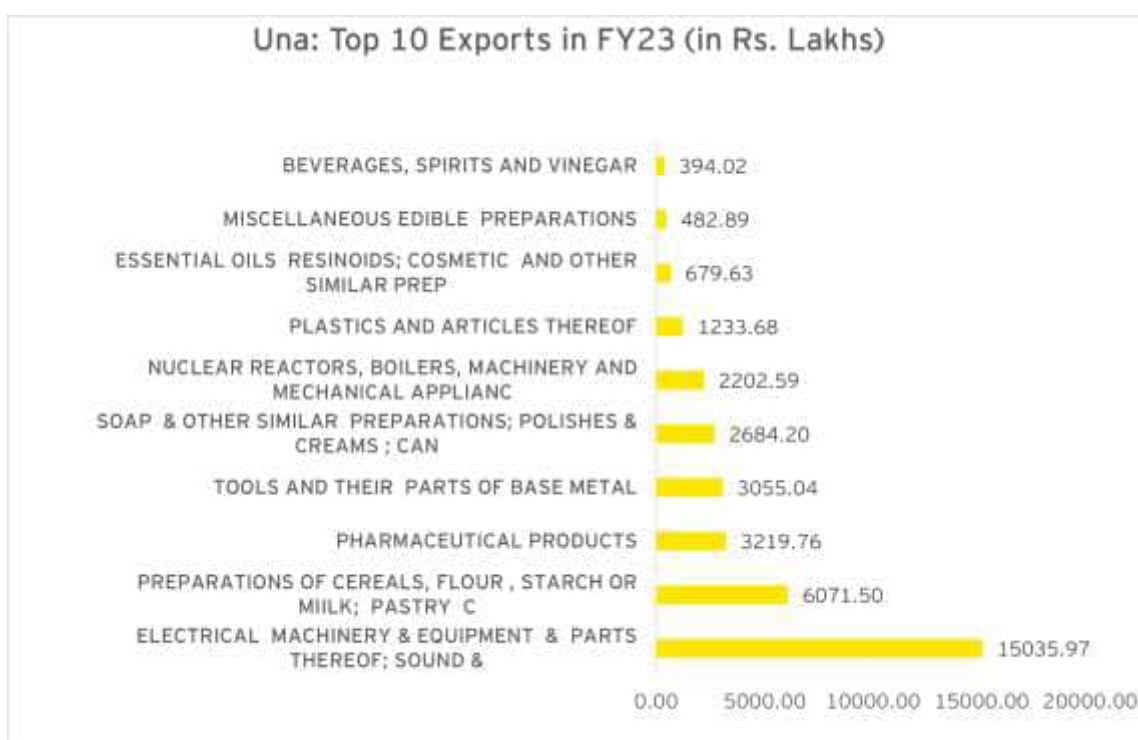 Una: Top 10 Exports in FY23 (in Rs. Lakhs)
BEVERAGES, SPIRITS AND VINEGAR 394.02
MISCELLANEOUS EDIBLE PREPARATIONS 482.89
ESSENTIAL OILS RESINOIDS; COSMETIC AND OTHER
SIMILAR PREP 679.63
PLASTICS AND ARTICLES THEREOF 1233.68
NUCLEAR REACTORS, BOILERS, MACHINERY AND
MECHANICAL APPLIANC 2202.59
SOAP & OTHER SIMILAR PREPARATIONS; POLISHES &
CREAMS ; CAN 2684.20
TOOLS AND THEIR PARTS OF BASE METAL 3055.04
PHARMACEUTICAL PRODUCTS 3219.76
PREPARATIONS OF CEREALS, FLOUR , STARCH OR
MIILK; PASTRY C 6071.50
ELECTRICAL MACHINERY & EQUIPMENT & PARTS
THEREOF; SOUND & 15035.97
0.00 5000.00 10000.00 15000.00 20000.00